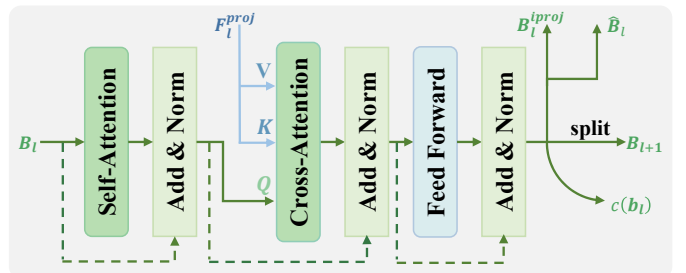 B_l
Self-Attention
Add & Norm
F_l^{proj}
V
K
Q
Cross-Attention
Add & Norm
Feed Forward
Add & Norm
B_l^{iproj}
B̂_l
split
B_{l+1}
c(b_l)